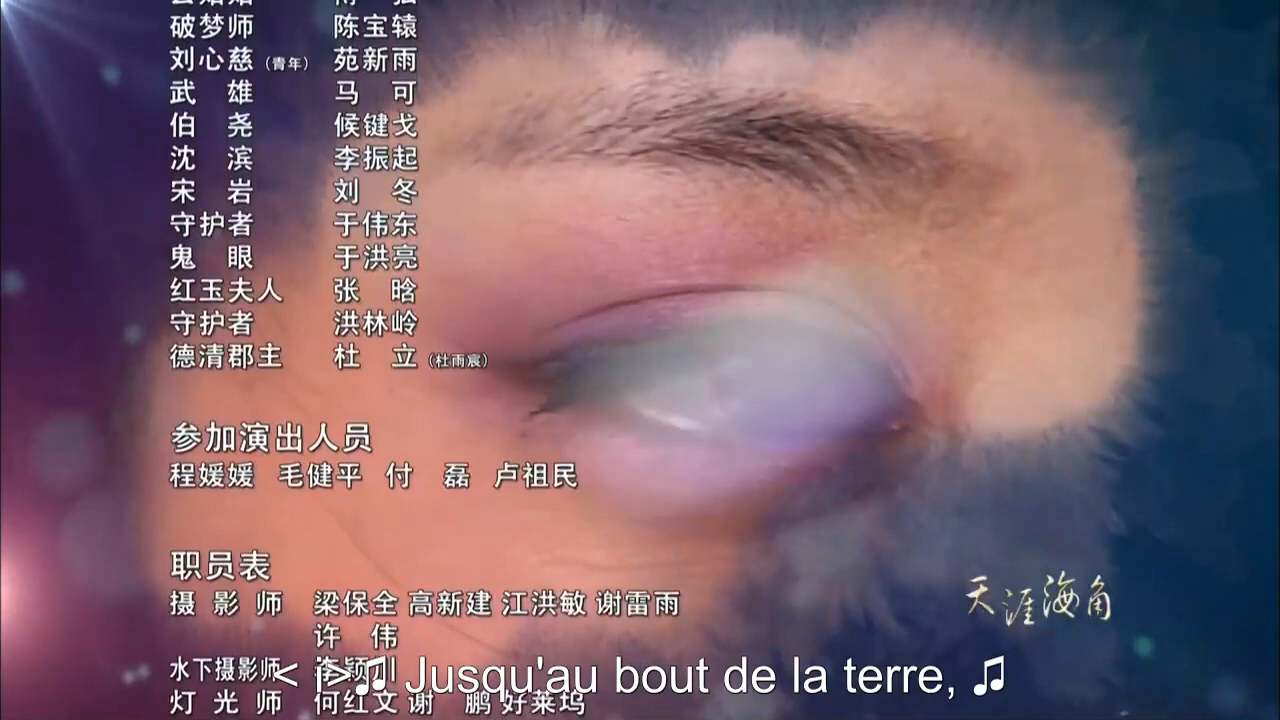 破梦师 陈宝辕
刘心慈（青年） 苑新雨
武 雄 马 可
伯 尧 候键戈
沈 滨 李振起
宋 岩 刘 冬
守护者 于伟东
鬼 眼 于洪亮
红玉夫人 张 晗
守护者 洪林岭
德清郡主 杜 立（杜雨宸）
参加演出人员
程媛媛 毛健平 付 磊 卢祖民
职员表
摄 影 师 梁保全 高新建 江洪敏 谢雷雨
许 伟
天涯海角
水下摄影师 李颖川
< i>♫ Jusqu'au bout de la terre, ♫
灯 光 师 何红文 谢 鹏 好莱坞